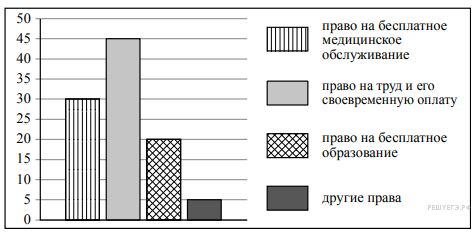 50
45
40
35
30
25
20
15
10
5
0
право на бесплатное
медицинское
обслуживание
право на труд и его
своевременную оплату
право на бесплатное
образование
другие права
РЕШУЕГЭ.РФ